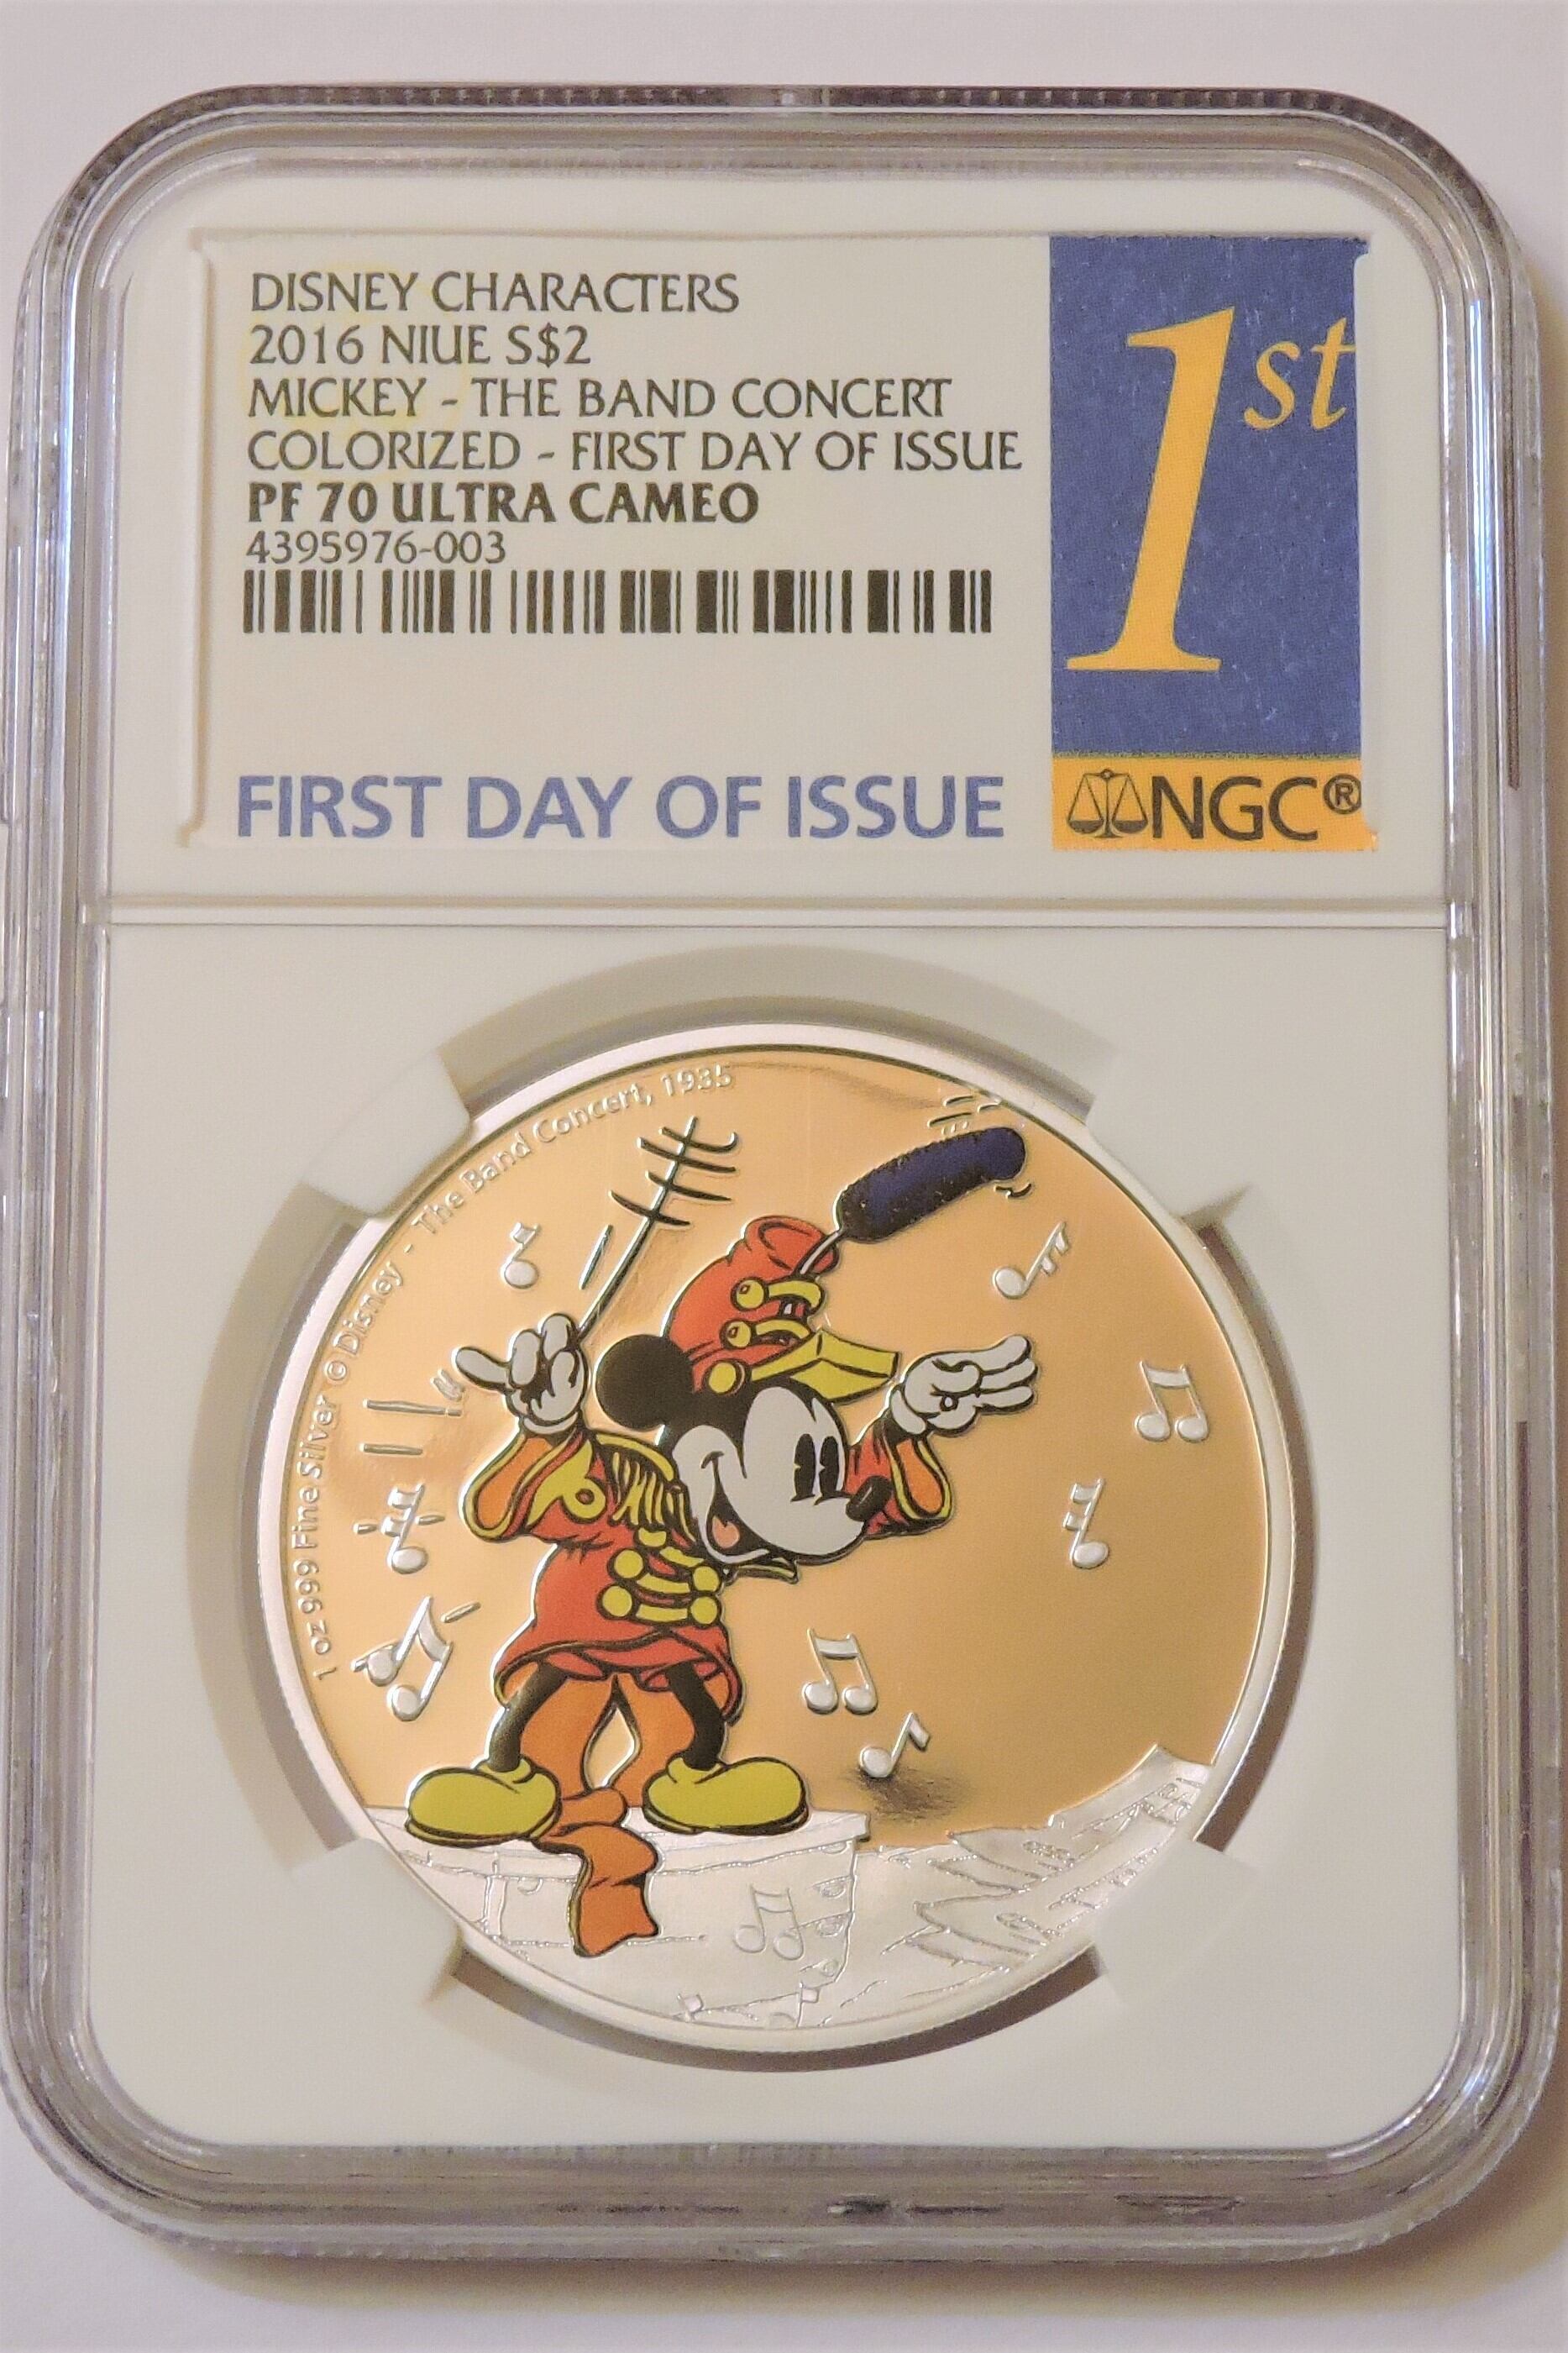 DISNEY CHARACTERS
2016 NIUE S$2
MICKEY - THE BAND CONCERT
COLORIZED - FIRST DAY OF ISSUE
PF 70 ULTRA CAMEO
4395976-003
1st
FIRST DAY OF ISSUE
NGC®
1 oz 999 Fine Silver © Disney - The Band Concert, 1935